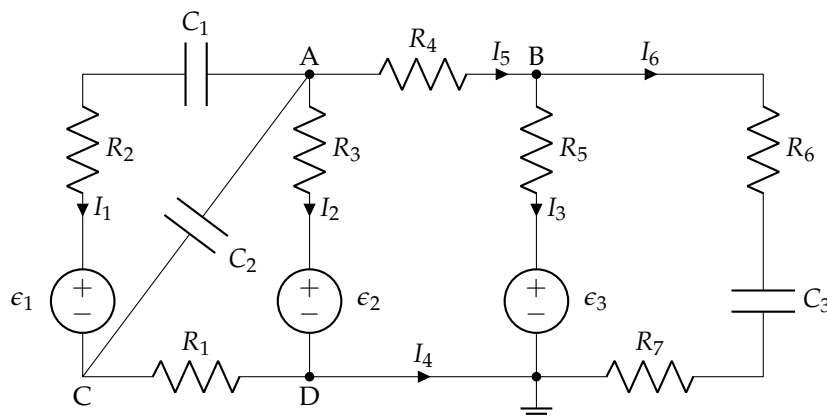 C₁
A
R₄
I₅
B
I₆
R₂
R₃
R₅
R₆
I₁
I₂
I₃
C₂
ϵ₁
+
−
ϵ₂
+
−
ϵ₃
+
−
C₃
R₁
I₄
R₇
C
D